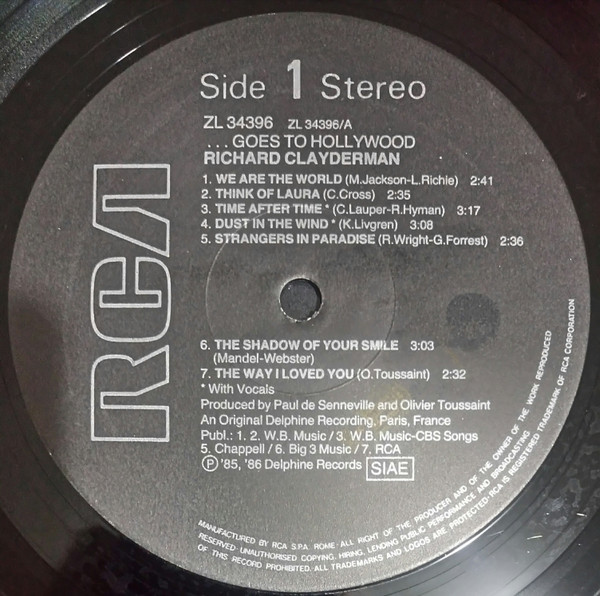 Side 1 Stereo
ZL 34396 ZL 34396/A
...GOES TO HOLLYWOOD
RICHARD CLAYDERMAN
1. WE ARE THE WORLD (M.Jackson-L.Richie) 2:41
2. THINK OF LAURA (C.Cross) 2:35
3. TIME AFTER TIME * (C.Lauper-R.Hyman) 3:17
4. DUST IN THE WIND * (K.Livgren) 3:08
5. STRANGERS IN PARADISE (R.Wright-G.Forrest) 2:36
RCA
6. THE SHADOW OF YOUR SMILE 3:03
(Mandel-Webster)
7. THE WAY I LOVED YOU (O.Toussaint) 2:32
* With Vocals
Produced by Paul de Senneville and Olivier Toussaint
An Original Delphine Recording, Paris, France
Publ.: 1. 2. W.B. Music / 3. W.B. Music-CBS Songs
5. Chappell / 6. Big 3 Music / 7. RCA
Ⓟ '85, '86 Delphine Records SIAE
MANUFACTURED BY RCA S.P.A. ROME · ALL RIGHT OF THE PRODUCER AND OF THE OWNER OF THE WORK REPRODUCED
RESERVED · UNAUTHORISED COPYING, HIRING, LENDING PUBLIC PERFORMANCE AND BROADCASTING
OF THIS RECORD PROHIBITED. ALL TRADEMARKS AND LOGOS ARE PROTECTED · RCA IS REGISTERED TRADEMARK OF RCA CORPORATION